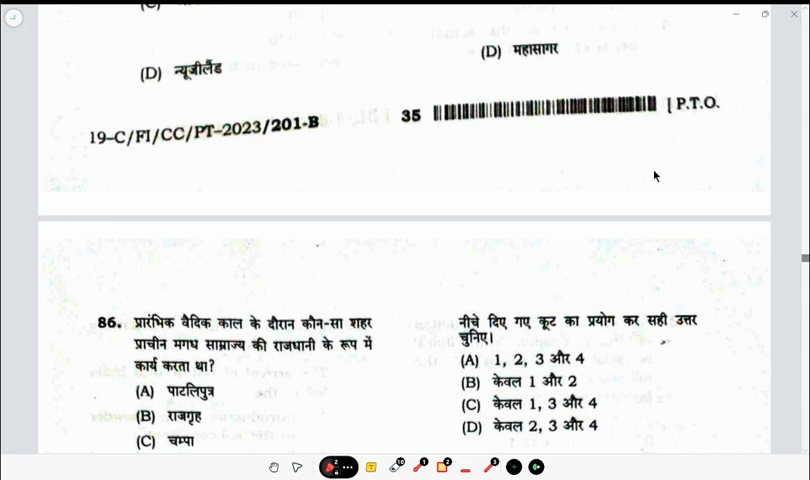 (D) न्यूजीलैंड
(D) महासागर
19-C/FI/CC/PT-2023/201-B
35
[ P.T.O.
86. प्रारंभिक वैदिक काल के दौरान कौन-सा शहर
प्राचीन मगध साम्राज्य की राजधानी के रूप में
कार्य करता था?
(A) पाटलिपुत्र
(B) राजगृह
(C) चम्पा
नीचे दिए गए कूट का प्रयोग कर सही उत्तर
चुनिए।
(A) 1, 2, 3 और 4
(B) केवल 1 और 2
(C) केवल 1, 3 और 4
(D) केवल 2, 3 और 4